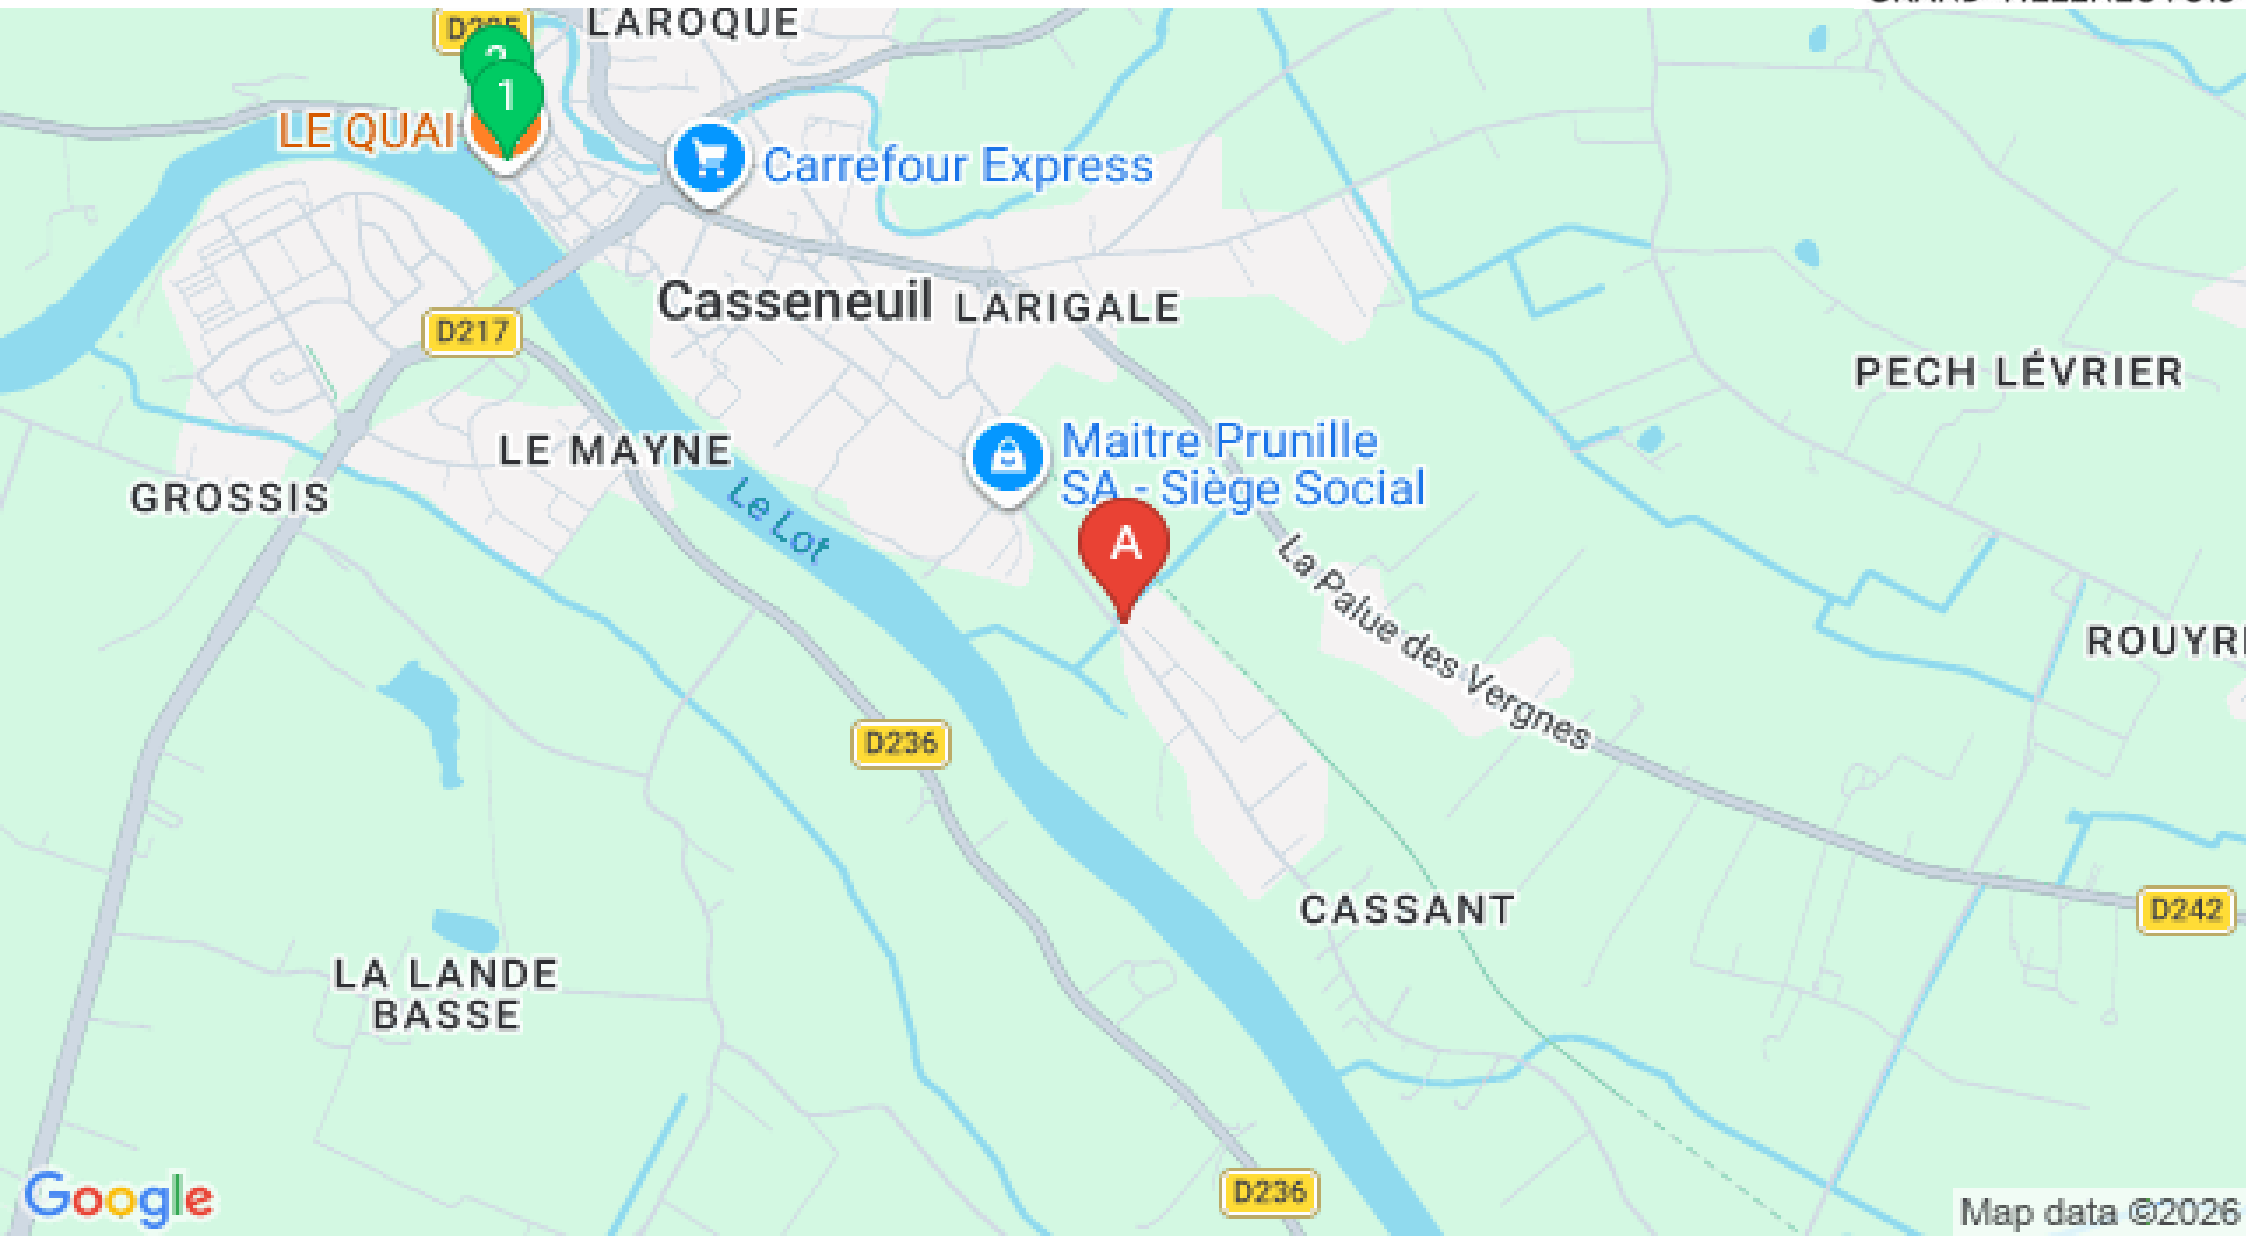 LAROQUE
1
LE QUAI
Carrefour Express
Casseneuil
LARIGALE
D217
PECH LÉVRIER
LE MAYNE
Maitre Prunille
SA - Siège Social
GROSSIS
Le Lot
A
La Palue des Vergnes
D236
CASSANT
D242
LA LANDE
BASSE
D236
Google
Map data ©2026